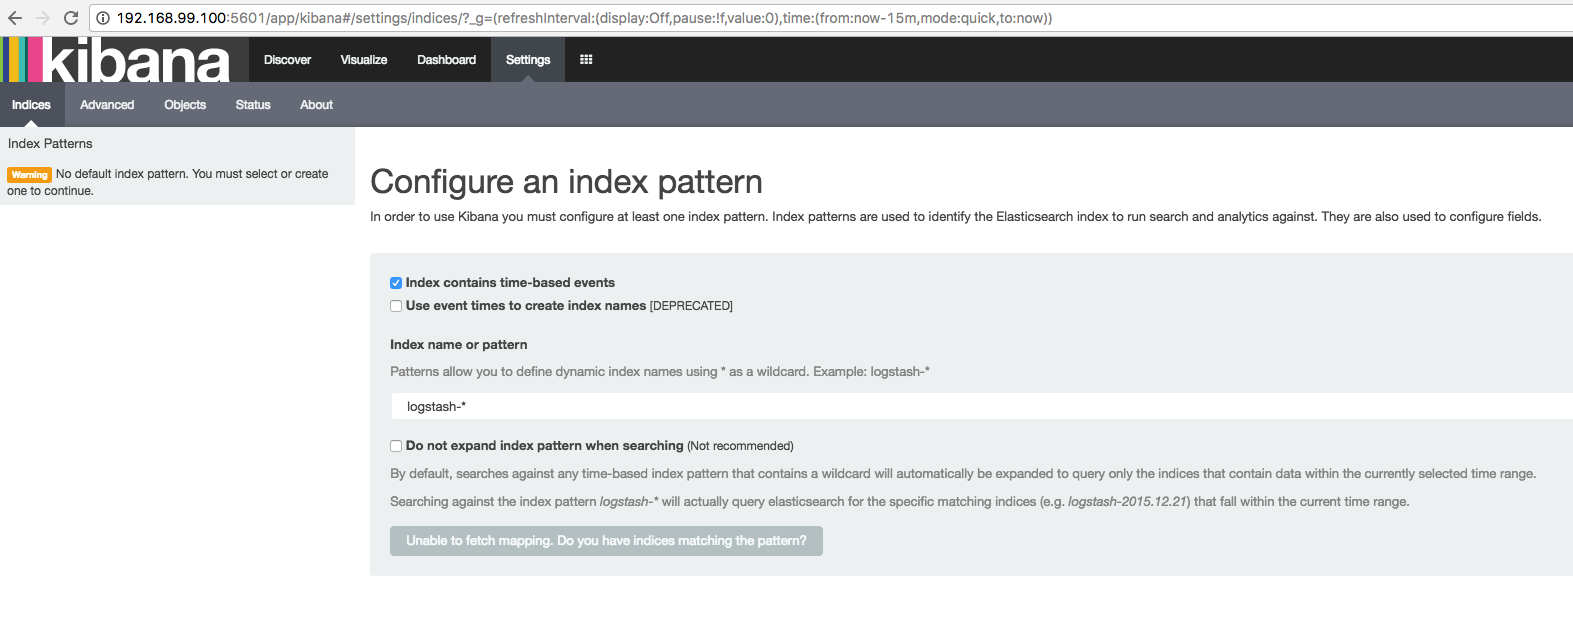 192.168.99.100:5601/app/kibana#/settings/indices/?_g=(refreshInterval:(display:Off,pause:!f,value:0),time:(from:now-15m,mode:quick,to:now))
kibana Discover Visualize Dashboard Settings
Indices Advanced Objects Status About
Index Patterns
Warning No default index pattern. You must select or create
one to continue.
Configure an index pattern
In order to use Kibana you must configure at least one index pattern. Index patterns are used to identify the Elasticsearch index to run search and analytics against. They are also used to configure fields.
Index contains time-based events
Use event times to create index names [DEPRECATED]
Index name or pattern
Patterns allow you to define dynamic index names using * as a wildcard. Example: logstash-*
logstash-*
Do not expand index pattern when searching (Not recommended)
By default, searches against any time-based index pattern that contains a wildcard will automatically be expanded to query only the indices that contain data within the currently selected time range.
Searching against the index pattern logstash-* will actually query elasticsearch for the specific matching indices (e.g. logstash-2015.12.21) that fall within the current time range.
Unable to fetch mapping. Do you have indices matching the pattern?